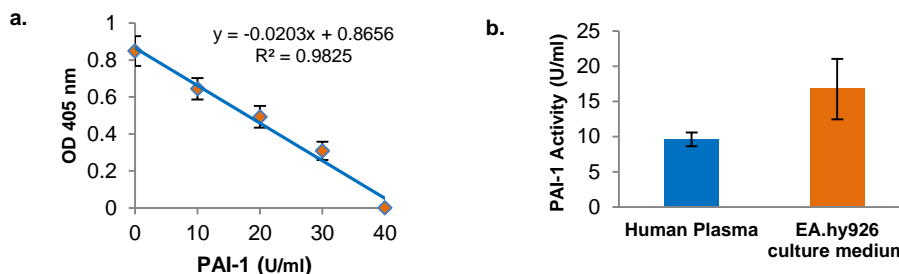 a.
y = -0.0203x + 0.8656
R² = 0.9825
OD 405 nm
1
0.8
0.6
0.4
0.2
0
0
10
20
30
40
PAI-1 (U/ml)
b.
PAI-1 Activity (U/ml)
25
20
15
10
5
0
Human Plasma
EA.hy926
culture medium